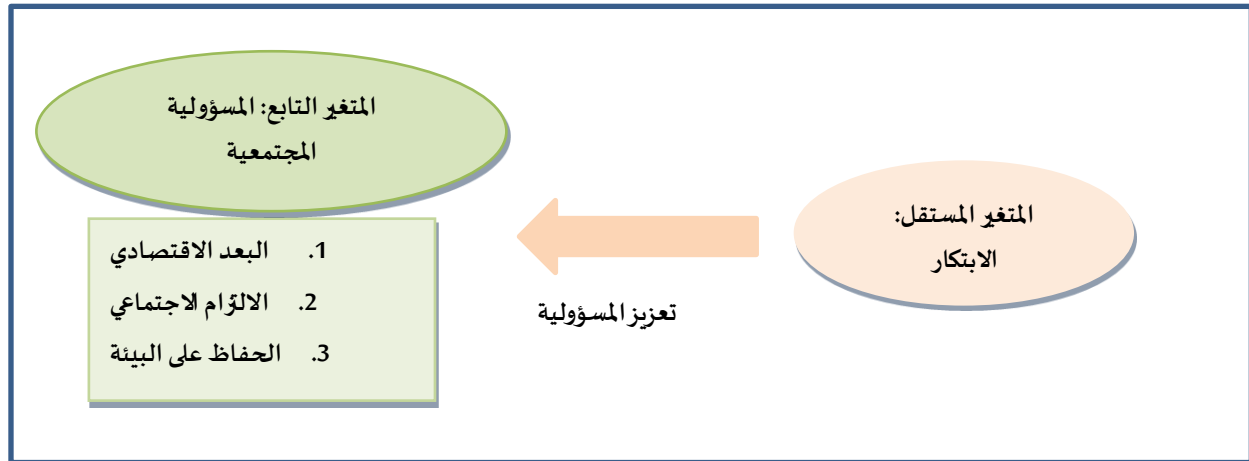 المتغير المستقل:
الابتكار
تعزيز المسؤولية
المتغير التابع: المسؤولية
المجتمعية
1. البعد الاقتصادي
2. الالتزام الاجتماعي
3. الحفاظ على البيئة